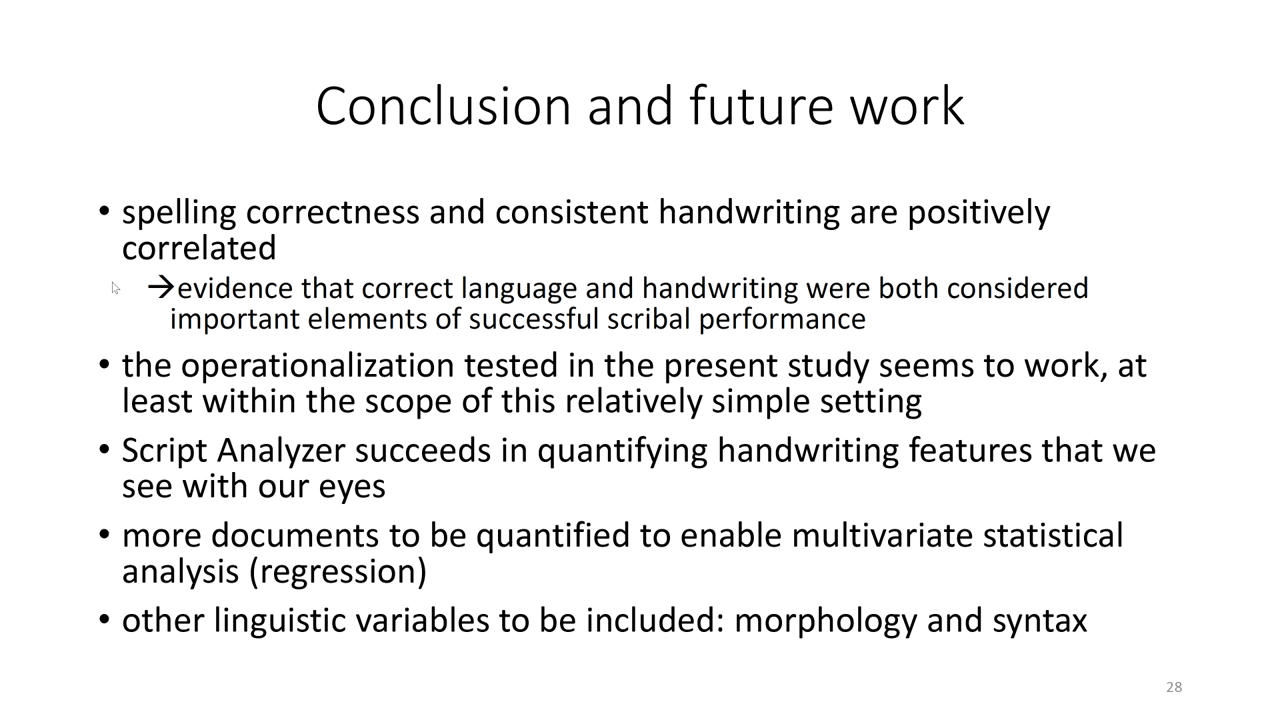 Conclusion and future work
• spelling correctness and consistent handwriting are positively
correlated
→evidence that correct language and handwriting were both considered
important elements of successful scribal performance
• the operationalization tested in the present study seems to work, at
least within the scope of this relatively simple setting
• Script Analyzer succeeds in quantifying handwriting features that we
see with our eyes
• more documents to be quantified to enable multivariate statistical
analysis (regression)
• other linguistic variables to be included: morphology and syntax
28